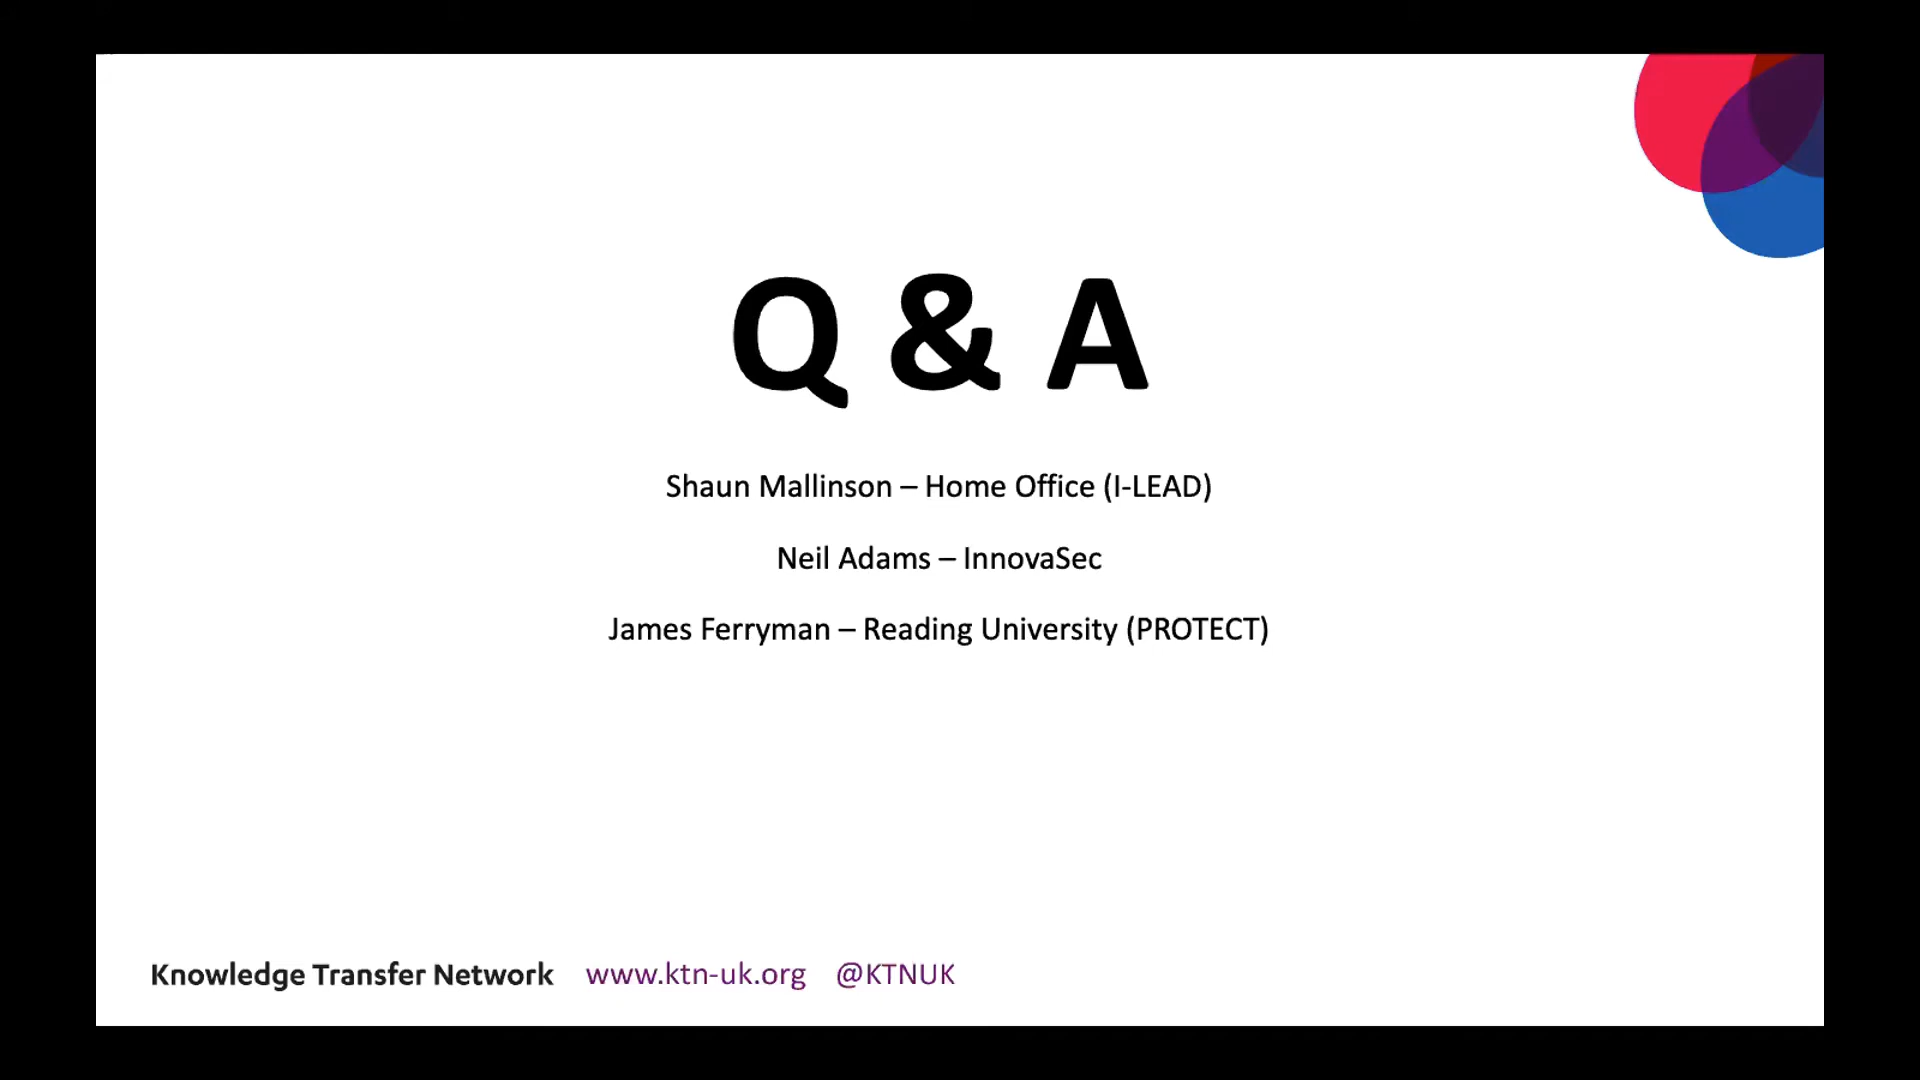 Q & A
Shaun Mallinson – Home Office (I-LEAD)
Neil Adams – InnovaSec
James Ferryman – Reading University (PROTECT)
Knowledge Transfer Network www.ktn-uk.org @KTNUK